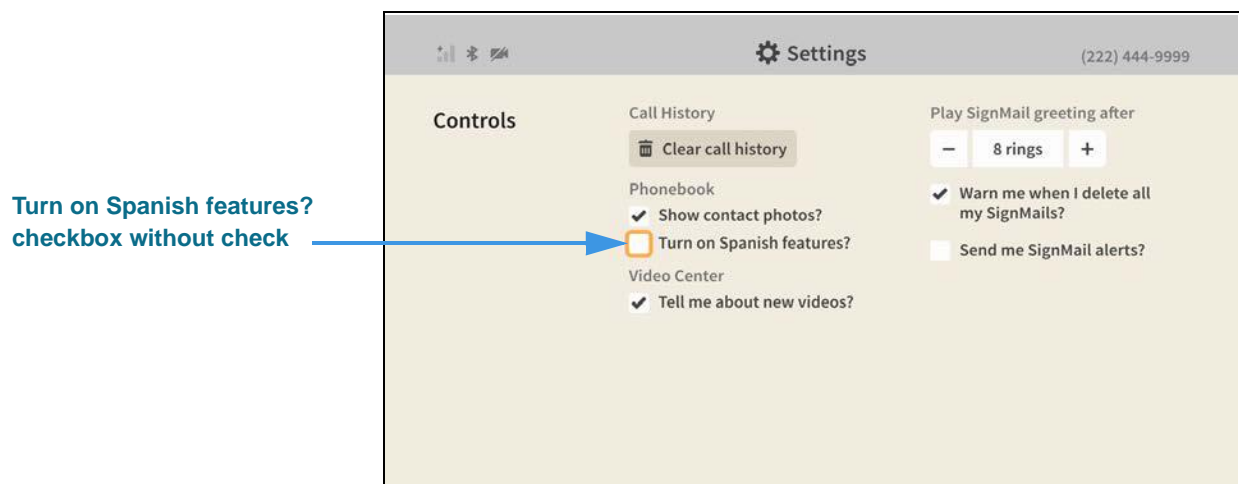 Settings
(222) 444-9999
Controls
Call History
Clear call history
Phonebook
Show contact photos?
Turn on Spanish features?
Video Center
Tell me about new videos?
Play SignMail greeting after
− 8 rings +
Warn me when I delete all
my SignMails?
Send me SignMail alerts?
Turn on Spanish features?
checkbox without check